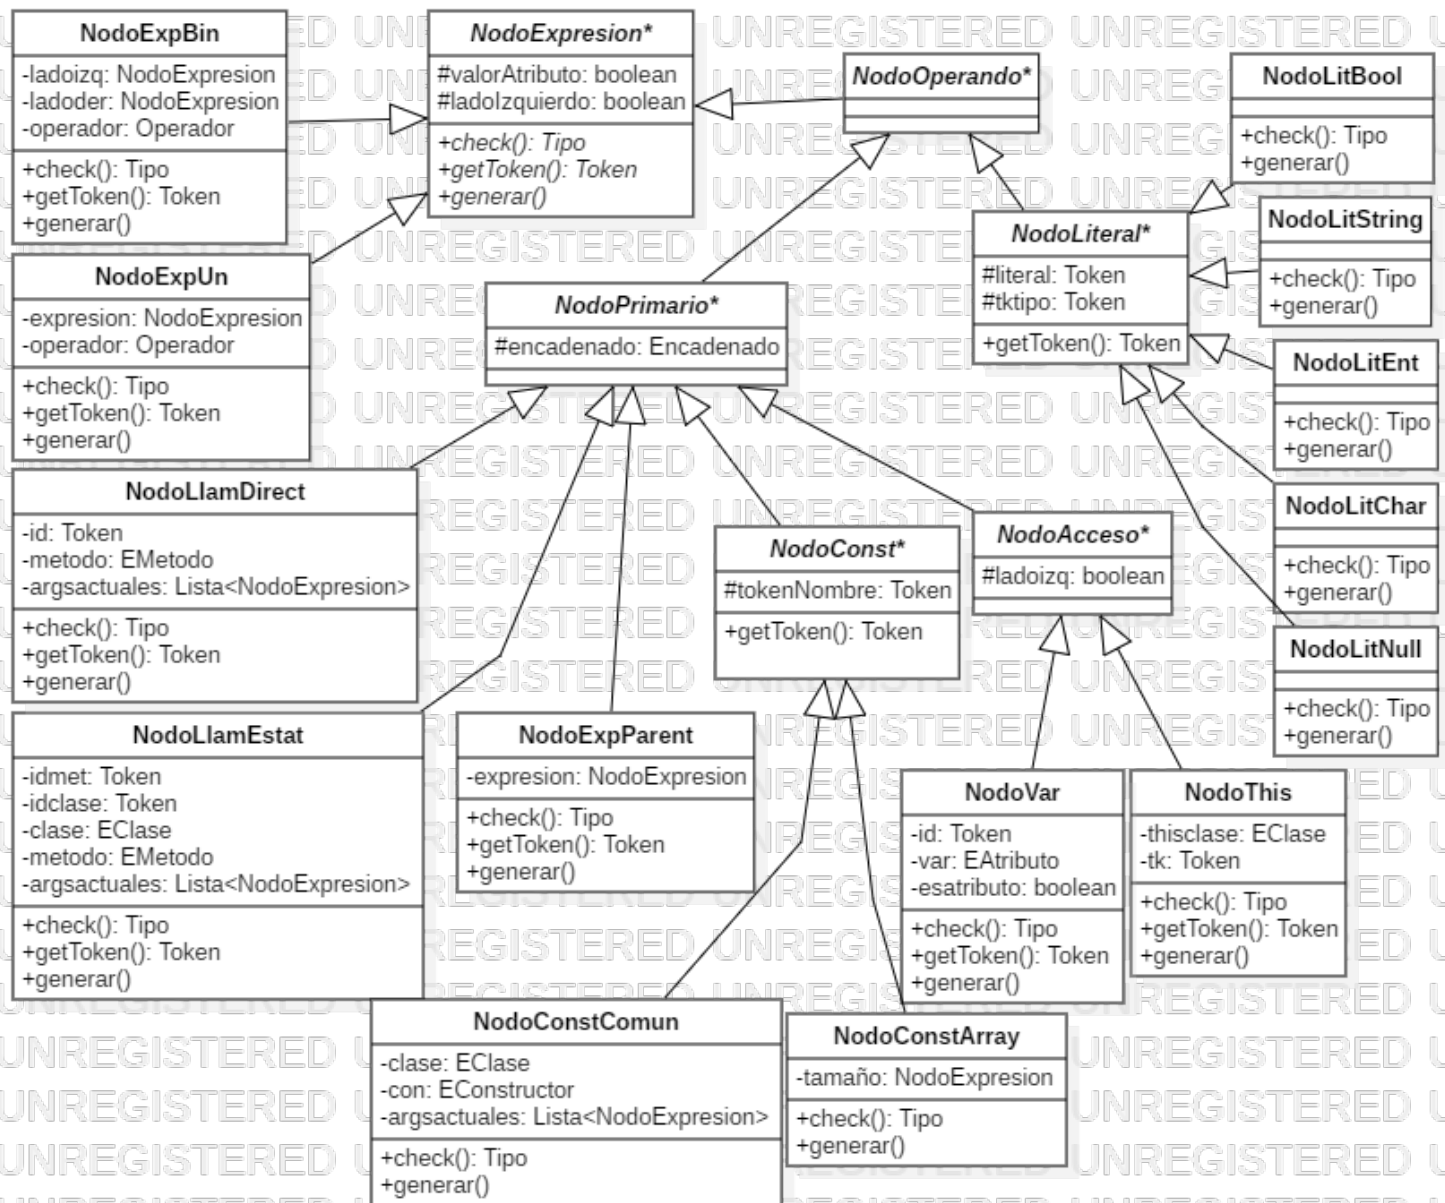 NodoExpBin
-ladoizq: NodoExpresion
-ladoder: NodoExpresion
-operador: Operador
+check(): Tipo
+getToken(): Token
+generar()
NodoExpresion*
#valorAtributo: boolean
#ladoIzquierdo: boolean
+check(): Tipo
+getToken(): Token
+generar()
NodoOperando*
NodoLitBool
+check(): Tipo
+generar()
NodoLitString
+check(): Tipo
+generar()
NodoLiteral*
#literal: Token
#tktipo: Token
+getToken(): Token
NodoExpUn
-expresion: NodoExpresion
-operador: Operador
+check(): Tipo
+getToken(): Token
+generar()
NodoPrimario*
#encadenado: Encadenado
NodoLitEnt
+check(): Tipo
+generar()
NodoLlamDirect
-id: Token
-metodo: EMetodo
-argsactuales: Lista<NodoExpresion>
+check(): Tipo
+getToken(): Token
+generar()
NodoConst*
#tokenNombre: Token
+getToken(): Token
NodoAcceso*
#ladoizq: boolean
NodoLitChar
+check(): Tipo
+generar()
NodoLitNull
+check(): Tipo
+generar()
NodoLlamEstat
-idmet: Token
-idclase: Token
-clase: EClase
-metodo: EMetodo
-argsactuales: Lista<NodoExpresion>
+check(): Tipo
+getToken(): Token
+generar()
NodoExpParent
-expresion: NodoExpresion
+check(): Tipo
+getToken(): Token
+generar()
NodoVar
-id: Token
-var: EAtributo
-esatributo: boolean
+check(): Tipo
+getToken(): Token
+generar()
NodoThis
-thisclase: EClase
-tk: Token
+check(): Tipo
+getToken(): Token
+generar()
NodoConstComun
-clase: EClase
-con: EConstructor
-argsactuales: Lista<NodoExpresion>
+check(): Tipo
+generar()
NodoConstArray
-tamaño: NodoExpresion
+check(): Tipo
+generar()
UNREGISTERED